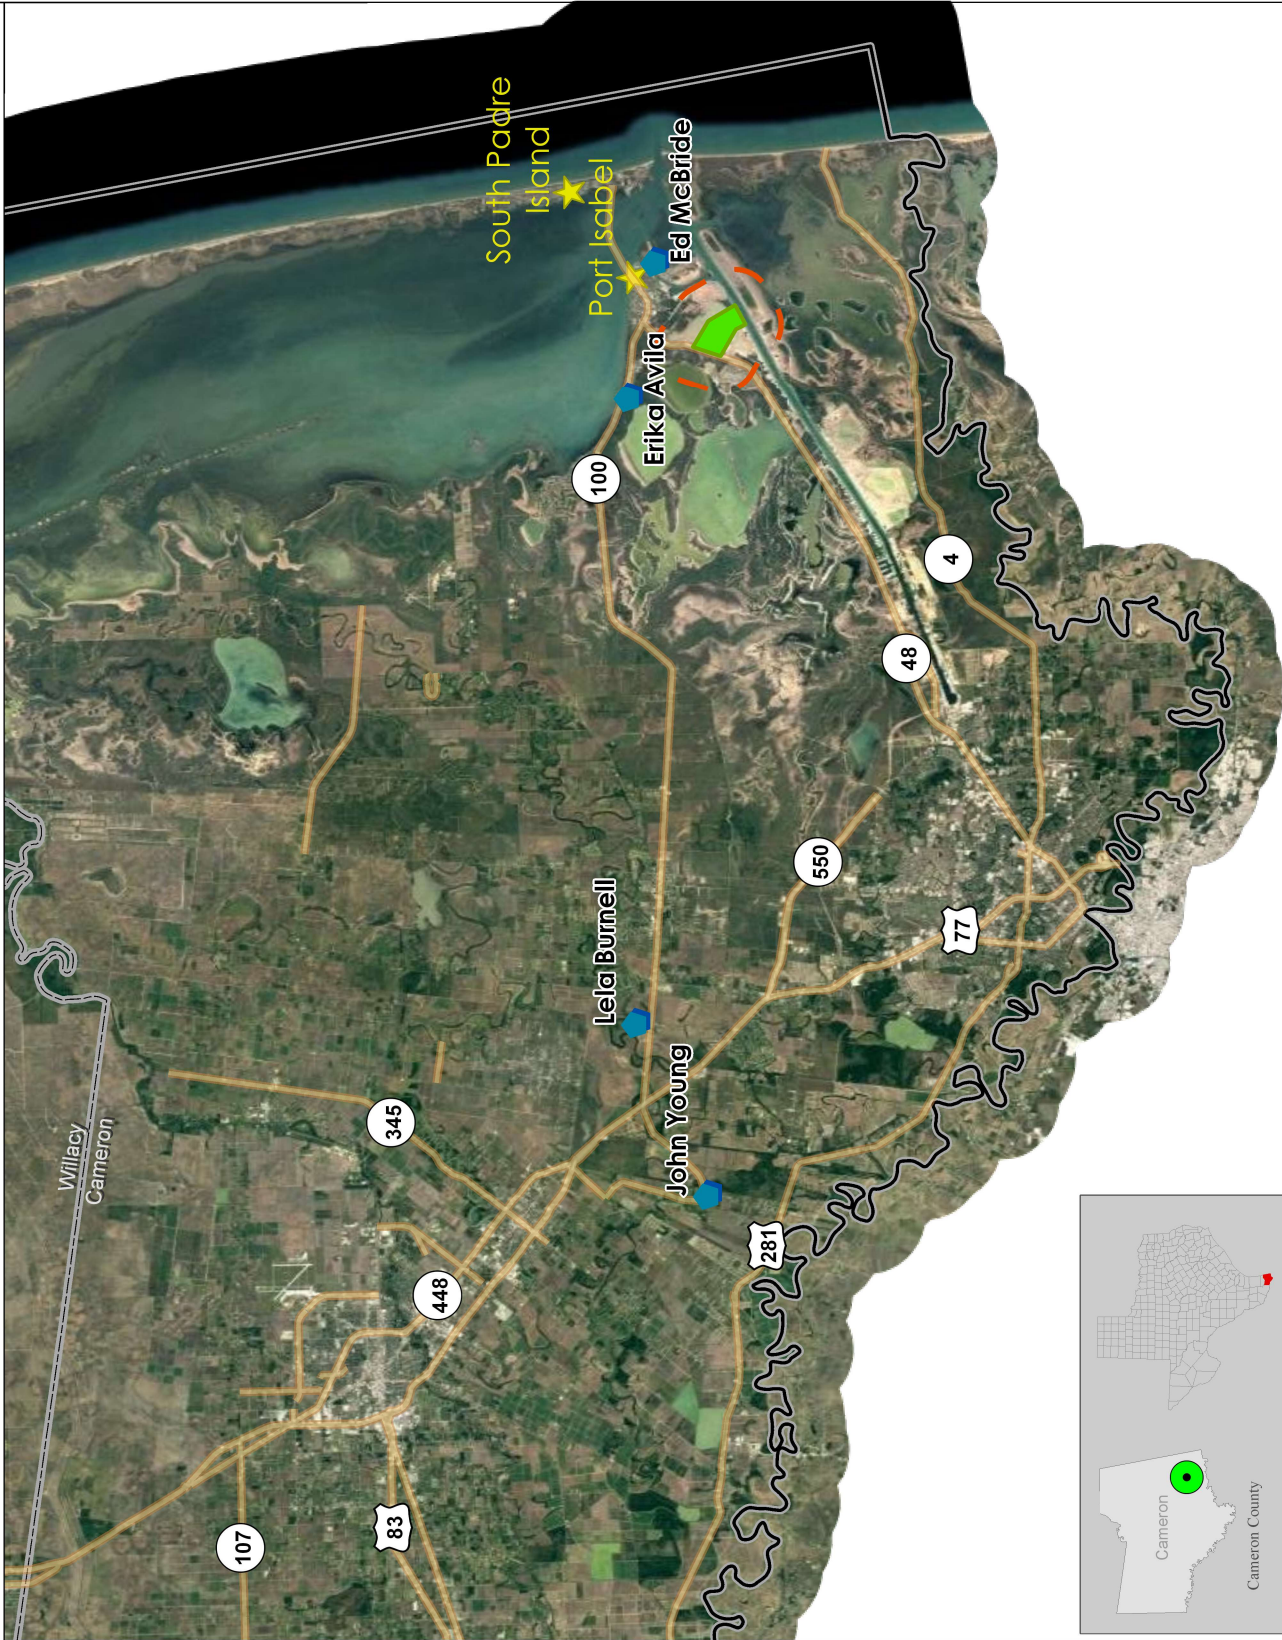 South Padre
Island
Port Isabel
Ed McBride
Erika Avila
100
4
48
550
77
Lela Burnell
John Young
281
345
448
Willacy
Cameron
107
83
Cameron
Cameron County